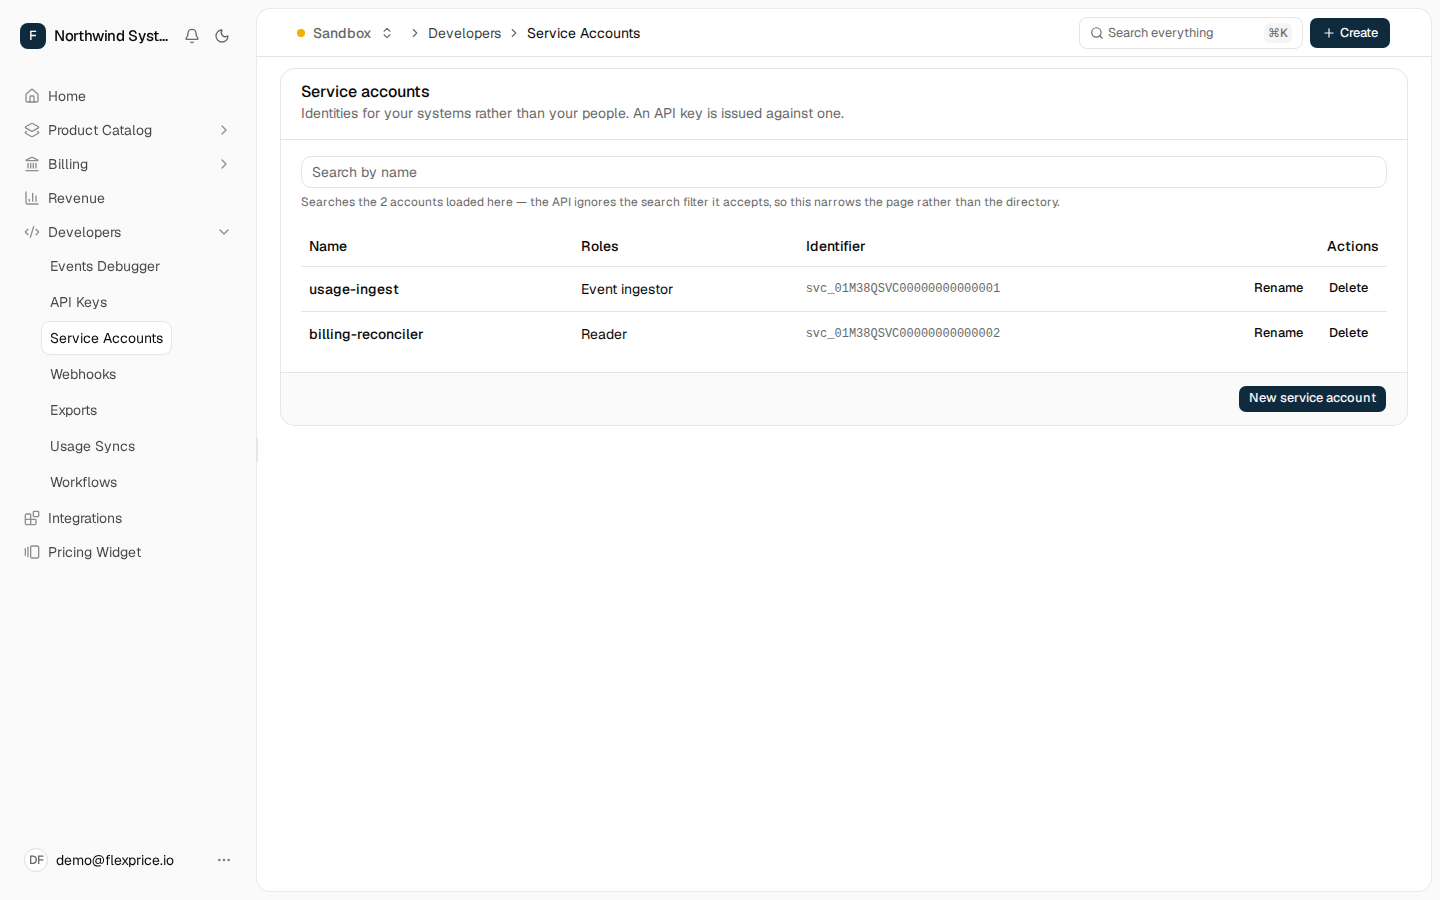 F Northwind Syst...
Sandbox
Developers
Service Accounts
Search everything
⌘K
Create
Home
Product Catalog
Billing
Revenue
Developers
Events Debugger
API Keys
Service Accounts
Webhooks
Exports
Usage Syncs
Workflows
Integrations
Pricing Widget
DF demo@flexprice.io
Service accounts
Identities for your systems rather than your people. An API key is issued against one.
Search by name
Searches the 2 accounts loaded here — the API ignores the search filter it accepts, so this narrows the page rather than the directory.
Name Roles Identifier Actions
usage-ingest Event ingestor svc_01M38QSVC00000000000001 Rename Delete
billing-reconciler Reader svc_01M38QSVC00000000000002 Rename Delete
New service account